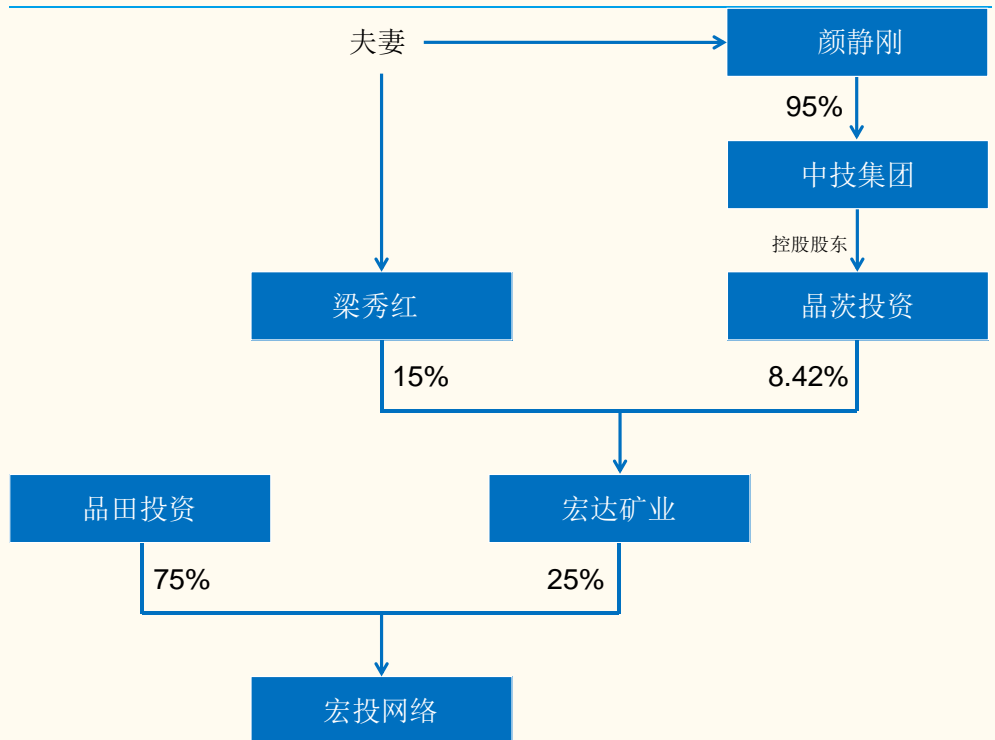 夫妻
颜静刚
95%
中技集团
控股股东
梁秀红
晶茨投资
15%
8.42%
品田投资
宏达矿业
75%
25%
宏投网络